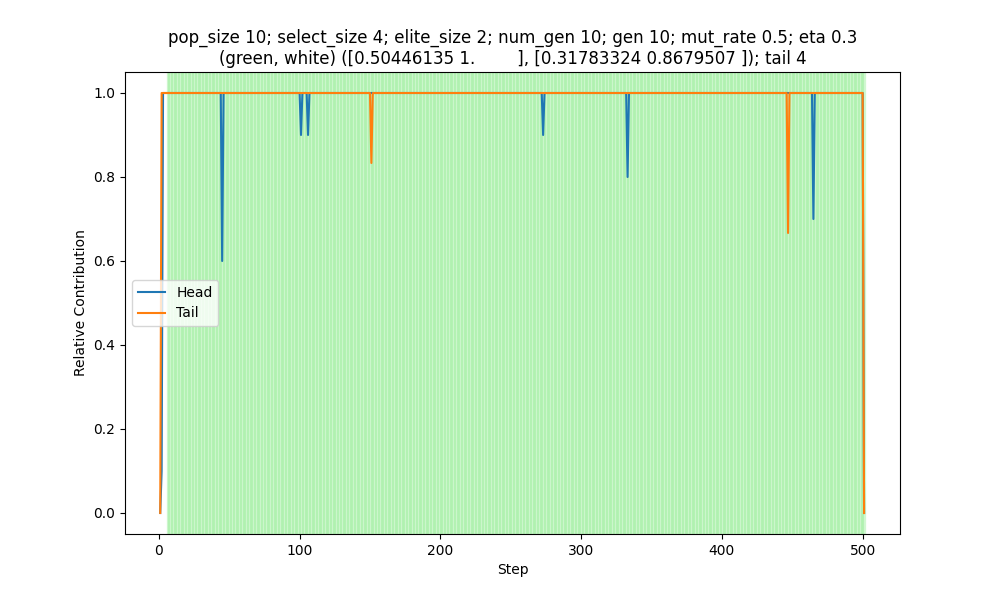 pop_size 10; select_size 4; elite_size 2; num_gen 10; gen 10; mut_rate 0.5; eta 0.3
(green, white) ([0.50446135 1.        ], [0.31783324 0.8679507 ]); tail 4
1.0
0.8
0.6
0.4
0.2
0.0
Relative Contribution
Head
Tail
0
100
200
300
400
500
Step